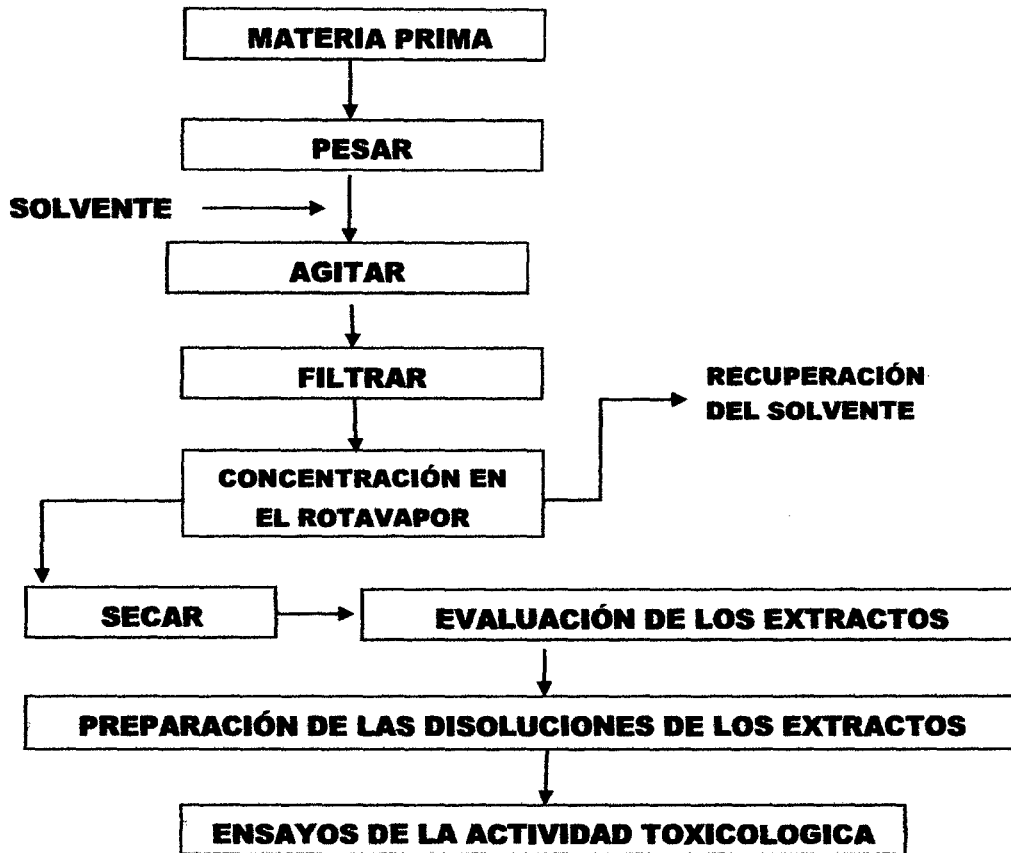 MATERIA PRIMA
PESAR
SOLVENTE
AGITAR
FILTRAR
RECUPERACIÓN
DEL SOLVENTE
CONCENTRACIÓN EN
EL ROTAVAPOR
SECAR
EVALUACIÓN DE LOS EXTRACTOS
PREPARACIÓN DE LAS DISOLUCIONES DE LOS EXTRACTOS
ENSAYOS DE LA ACTIVIDAD TOXICOLOGICA